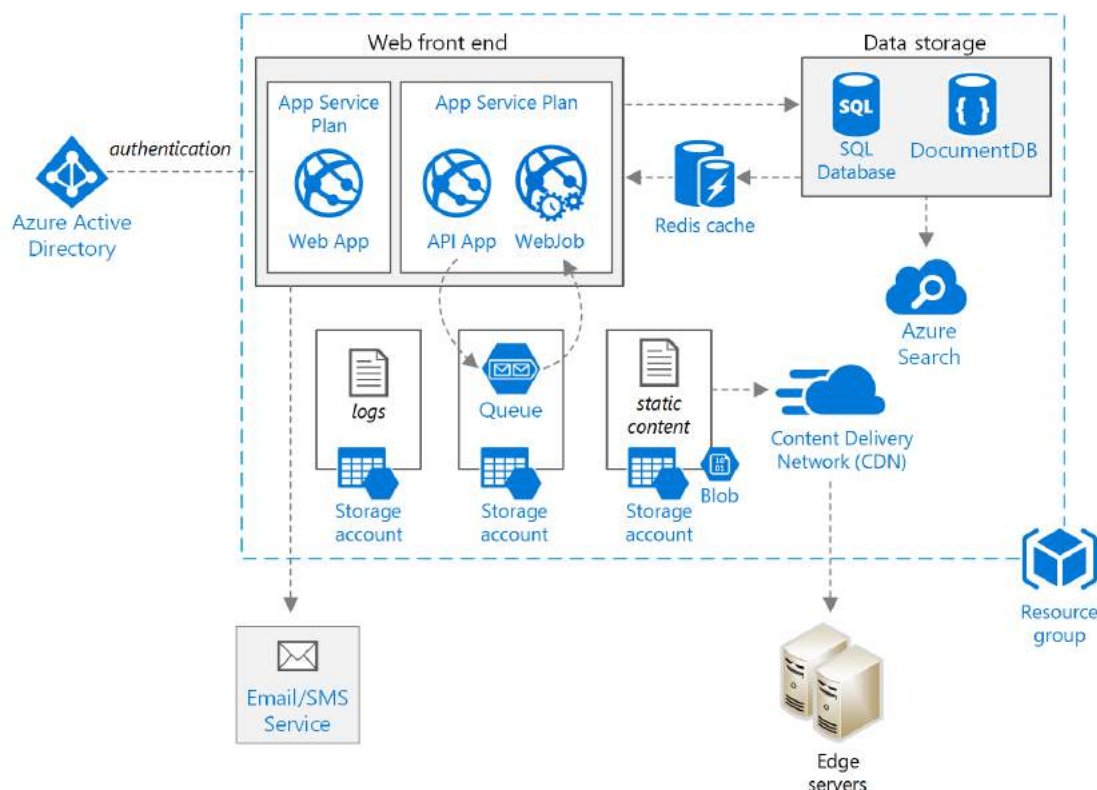 Web front end
Data storage
App Service
Plan
Web App
App Service Plan
API App
WebJob
authentication
Azure Active
Directory
Redis cache
SQL
SQL
Database
{ }
DocumentDB
Azure
Search
logs
Storage
account
Queue
Storage
account
static
content
Storage
account
10
01
Blob
Content Delivery
Network (CDN)
Resource
group
Email/SMS
Service
Edge
servers